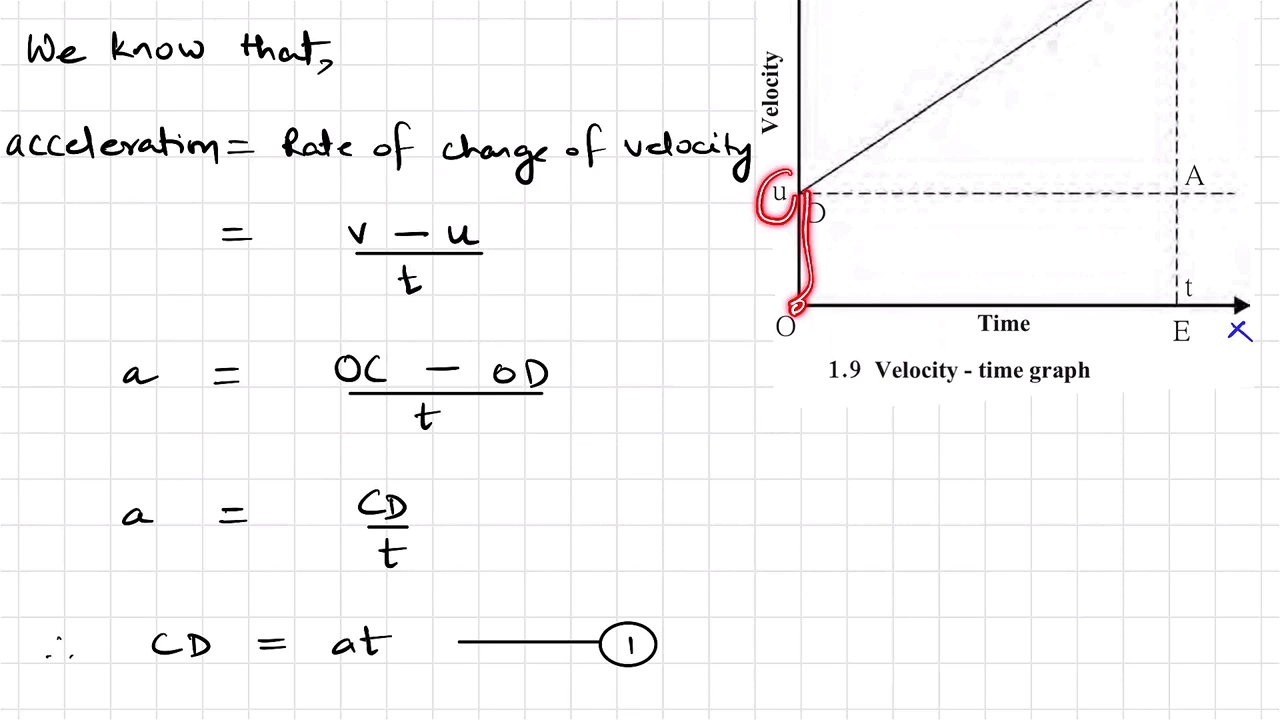 We know that,
acceleration = Rate of change of velocity
= v - u
t
a = OC - OD
t
a = CD
t
∴ CD = at ——— 1
Velocity
u
D
A
t
O
Time
E
X
1.9 Velocity - time graph